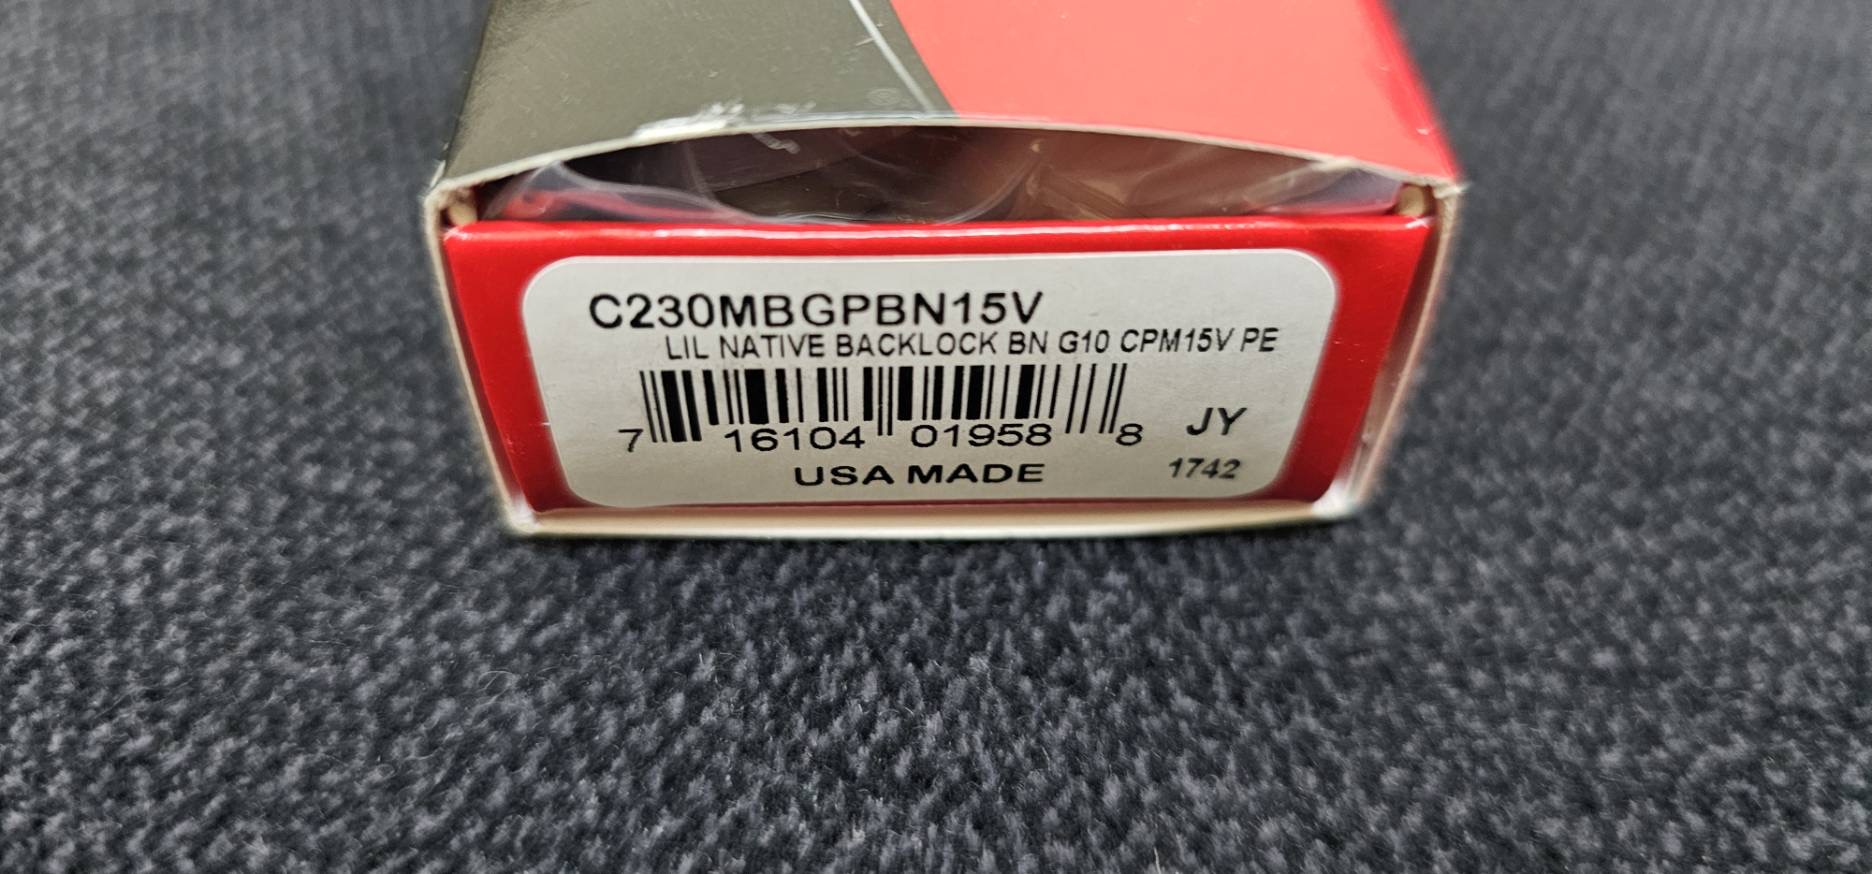 C230MBGPBN15V
LIL NATIVE BACKLOCK BN G10 CPM15V PE
7 16104 01958 8 JY
USA MADE 1742